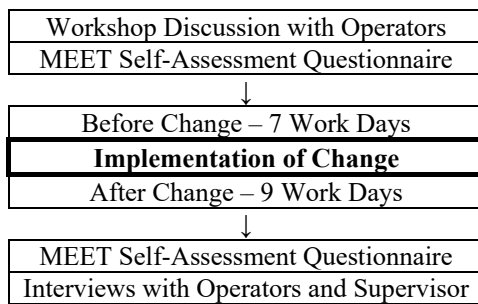 Workshop Discussion with Operators
MEET Self-Assessment Questionnaire
↓
Before Change – 7 Work Days
Implementation of Change
After Change – 9 Work Days
↓
MEET Self-Assessment Questionnaire
Interviews with Operators and Supervisor